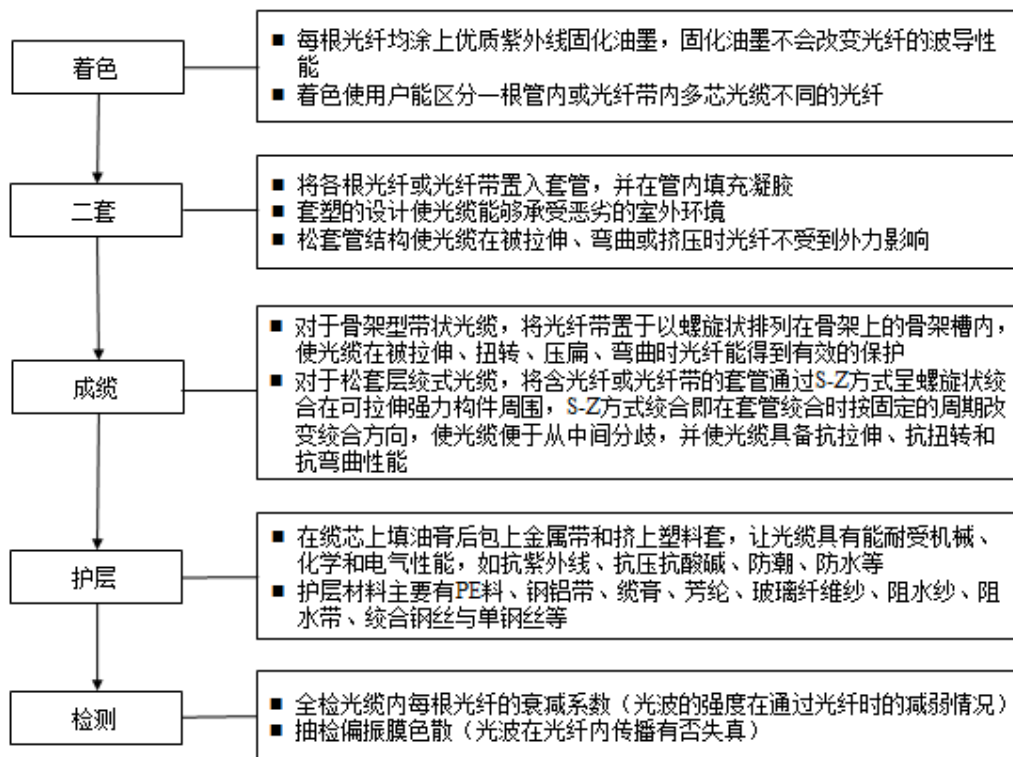 着色
■ 每根光纤均涂上优质紫外线固化油墨，固化油墨不会改变光纤的波导性
能
■ 着色使用户能区分一根管内或光纤带内多芯光缆不同的光纤
二套
■ 将各根光纤或光纤带置入套管，并在管内填充凝胶
■ 套塑的设计使光缆能够承受恶劣的室外环境
■ 松套管结构使光缆在被拉伸、弯曲或挤压时光纤不受到外力影响
成缆
■ 对于骨架型带状光缆，将光纤带置于以螺旋状排列在骨架上的骨架槽内，
使光缆在被拉伸、扭转、压扁、弯曲时光纤能得到有效的保护
■ 对于松套层绞式光缆，将含光纤或光纤带的套管通过S-Z方式呈螺旋状绞
合在可拉伸强力构件周围，S-Z方式绞合即在套管绞合时按固定的周期改
变绞合方向，使光缆便于从中间分歧，并使光缆具备抗拉伸、抗扭转和
抗弯曲性能
护层
■ 在缆芯上填油膏后包上金属带和挤上塑料套，让光缆具有能耐受机械、
化学和电气性能，如抗紫外线、抗压抗酸碱、防潮、防水等
■ 护层材料主要有PE料、钢铝带、缆膏、芳纶、玻璃纤维纱、阻水纱、阻
水带、绞合钢丝与单钢丝等
检测
■ 全检光缆内每根光纤的衰减系数（光波的强度在通过光纤时的减弱情况）
■ 抽检偏振膜色散（光波在光纤内传播有否失真）